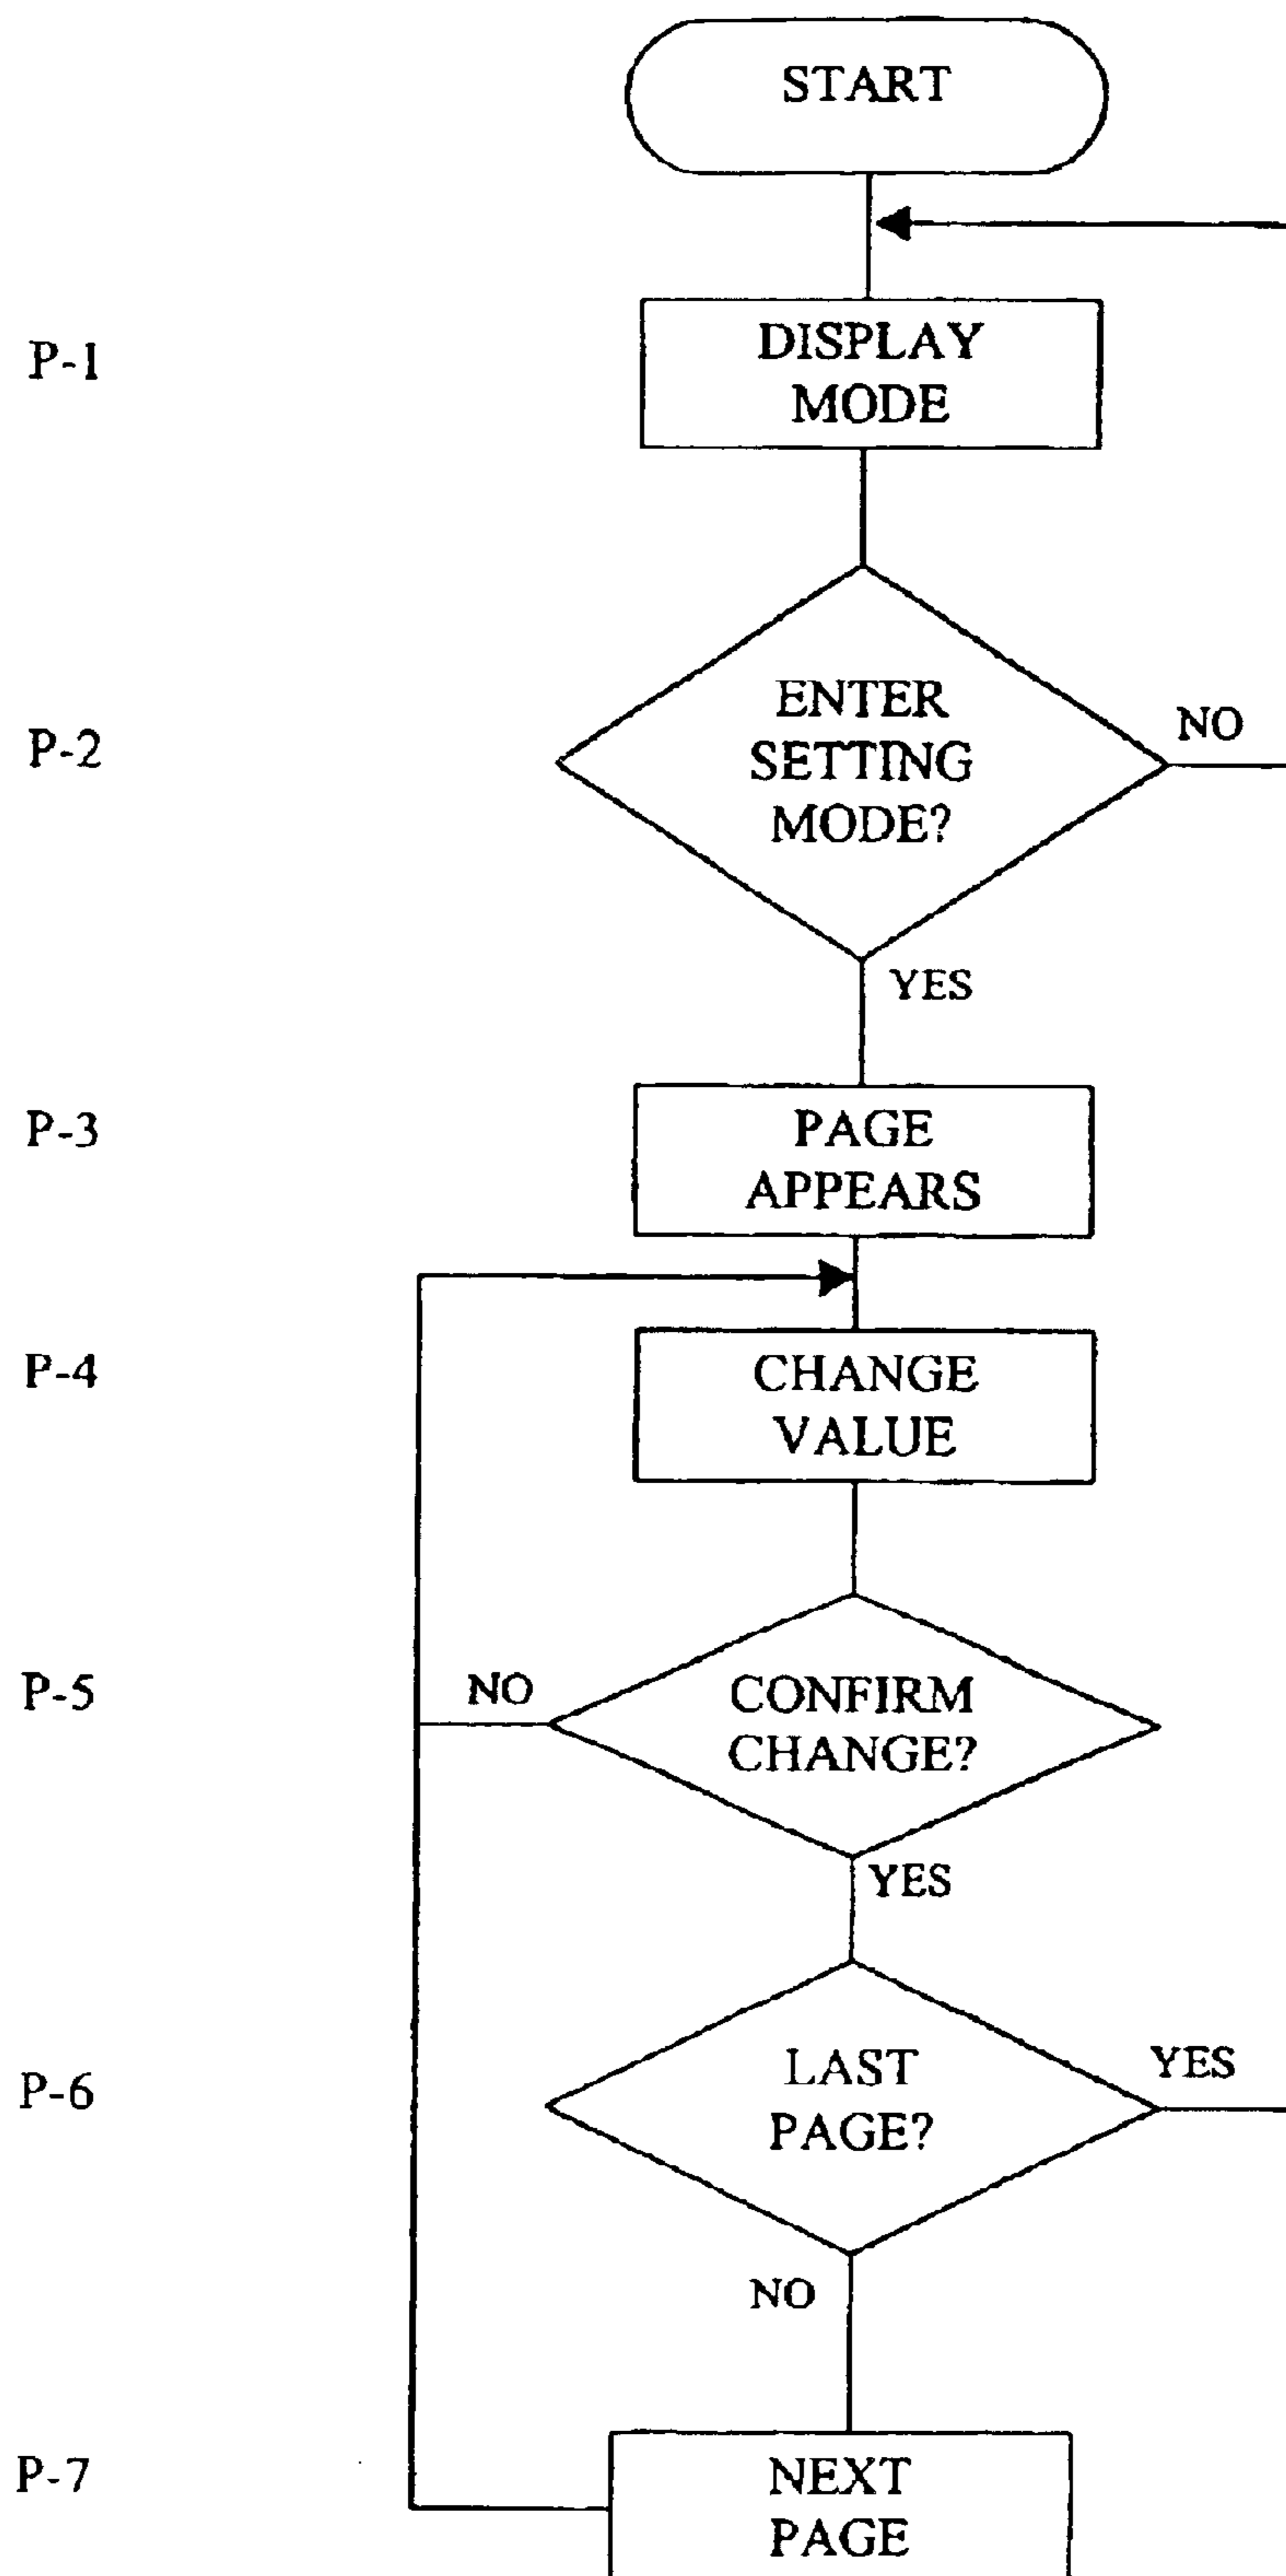 START
P-1
DISPLAY
MODE
P-2
ENTER
SETTING
MODE?
NO
YES
P-3
PAGE
APPEARS
P-4
CHANGE
VALUE
P-5
NO
CONFIRM
CHANGE?
YES
P-6
LAST
PAGE?
YES
NO
P-7
NEXT
PAGE